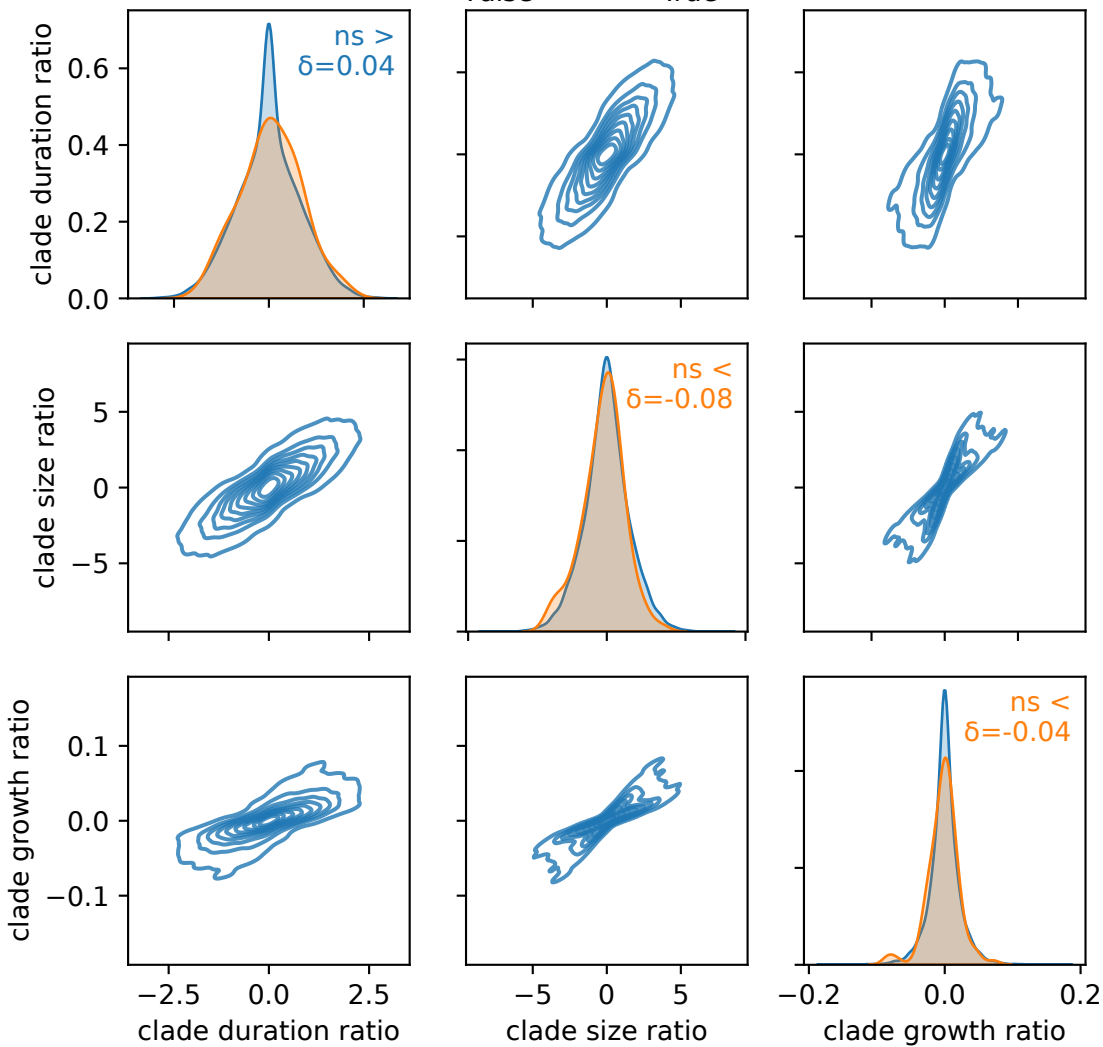 clade duration ratio
0.6
0.4
0.2
0.0
ns >
δ=0.04
clade size ratio
5
0
−5
ns <
δ=-0.08
clade growth ratio
0.1
0.0
−0.1
ns <
δ=-0.04
−2.5 0.0 2.5
−5 0 5
−0.2 0.0 0.2
clade duration ratio
clade size ratio
clade growth ratio